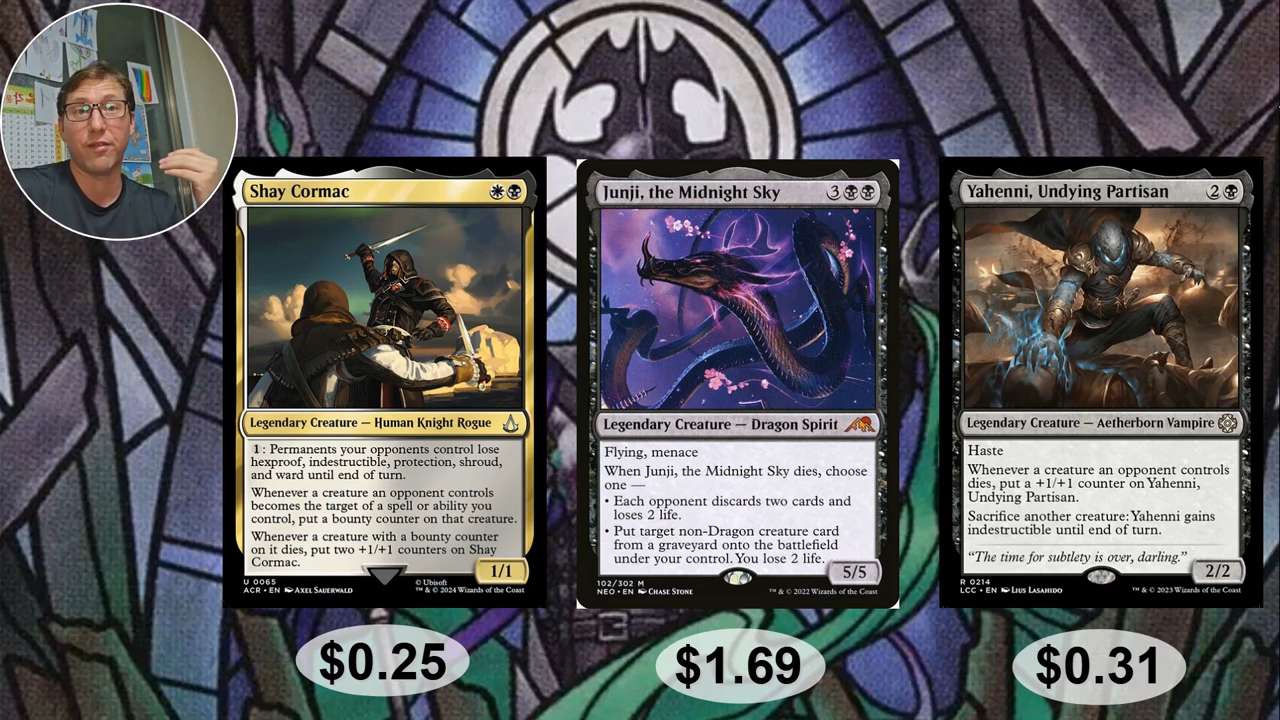 Shay Cormac
Legendary Creature — Human Knight Rogue
1 : Permanents your opponents control lose
hexproof, indestructible, protection, shroud,
and ward until end of turn.
Whenever a creature an opponent controls
becomes the target of a spell or ability you
control, put a bounty counter on that creature.
Whenever a creature with a bounty counter
on it dies, put two +1/+1 counters on Shay
Cormac.
1/1
U 0065
ACR • EN Axel Sauerwald
© Ubisoft
™ & © 2024 Wizards of the Coast
$0.25
Junji, the Midnight Sky
3
Legendary Creature — Dragon Spirit
Flying, menace
When Junji, the Midnight Sky dies, choose
one —
• Each opponent discards two cards and
loses 2 life.
• Put target non-Dragon creature card
from a graveyard onto the battlefield
under your control. You lose 2 life.
5/5
102/302 M
NEO • EN Chase Stone
™ & © 2022 Wizards of the Coast
$1.69
Yahenni, Undying Partisan
2
Legendary Creature — Aetherborn Vampire
Haste
Whenever a creature an opponent controls
dies, put a +1/+1 counter on Yahenni,
Undying Partisan.
Sacrifice another creature: Yahenni gains
indestructible until end of turn.
“The time for subtlety is over, darling.”
2/2
R 0214
LCC • EN Lius Lasahido
™ & © 2023 Wizards of the Coast
$0.31